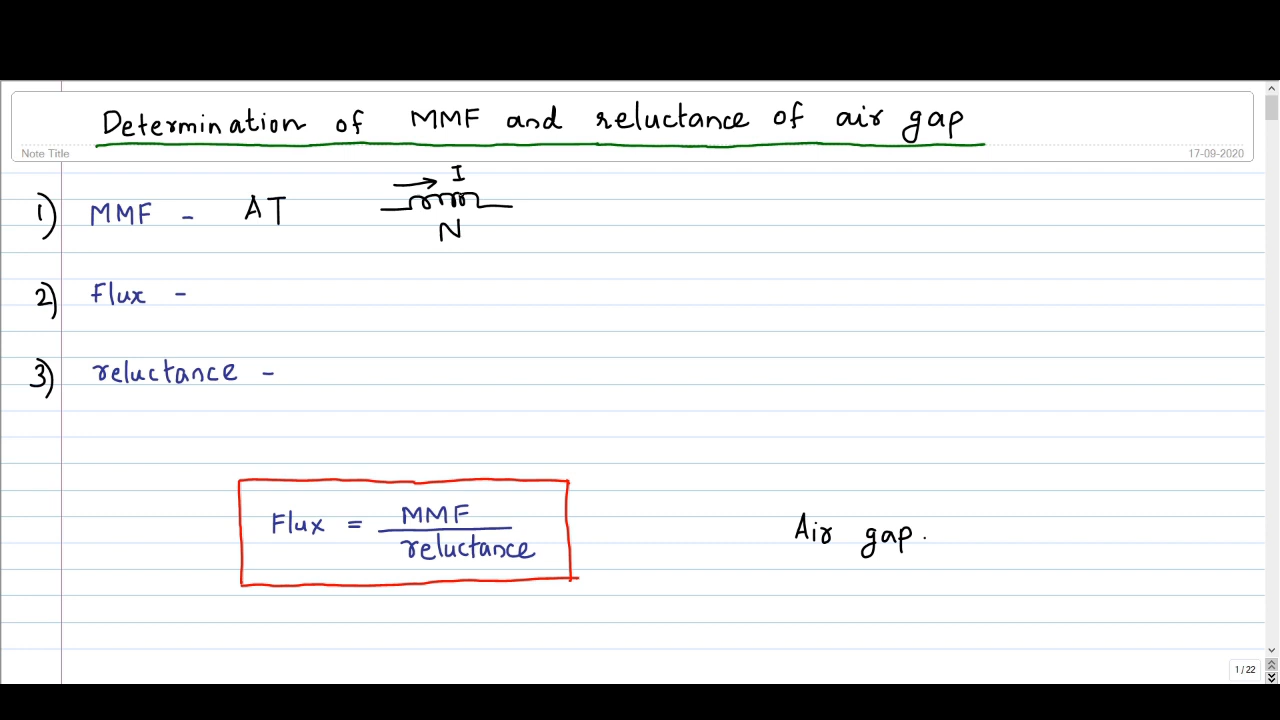 Determination of MMF and reluctance of air gap
Note Title
17-09-2020
1) MMF - AT
I
N
2) Flux -
3) reluctance -
Flux = MMF
reluctance
Air gap.
1 / 22